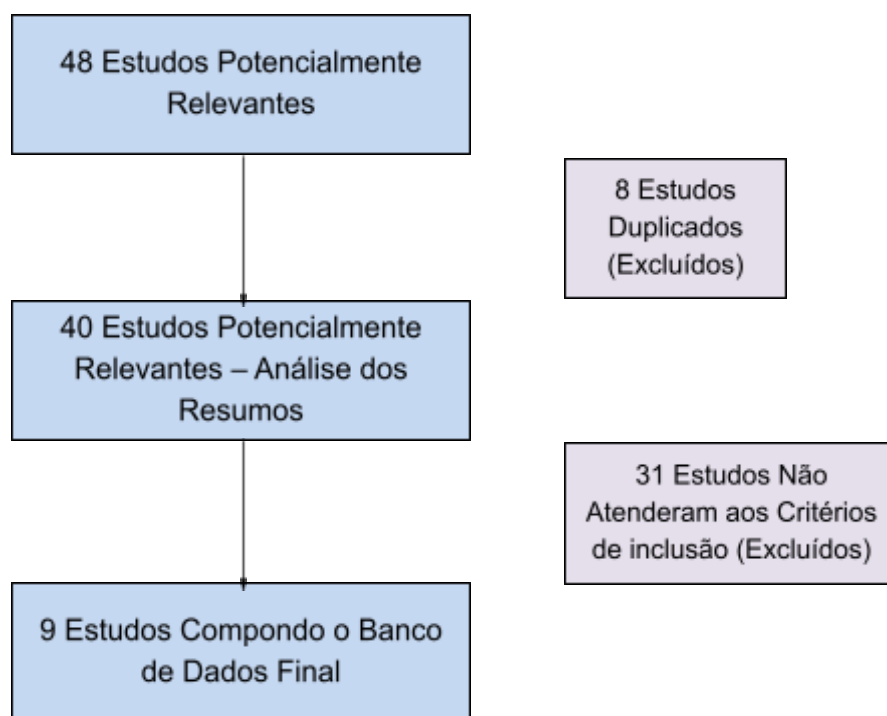 48 Estudos Potencialmente
Relevantes
8 Estudos
Duplicados
(Excluídos)
40 Estudos Potencialmente
Relevantes – Análise dos
Resumos
31 Estudos Não
Atenderam aos Critérios
de inclusão (Excluídos)
9 Estudos Compondo o Banco
de Dados Final